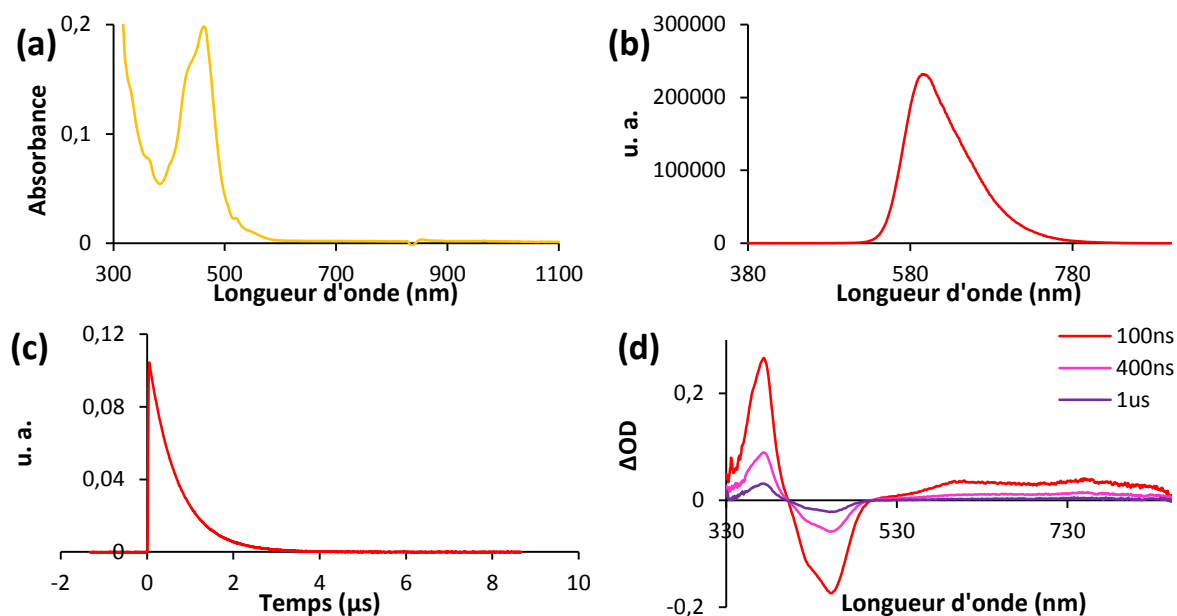 (a)
Absorbance
0,2
0,1
0
300 500 700 900 1100
Longueur d'onde (nm)
(b)
u. a.
300000
200000
100000
0
380 580 780
Longueur d'onde (nm)
(c)
u. a.
0,12
0,08
0,04
0
-2 0 2 4 6 8 10
Temps (µs)
(d)
100ns
400ns
1us
ΔOD
0,2
0
-0,2
330 530 730
Longueur d'onde (nm)